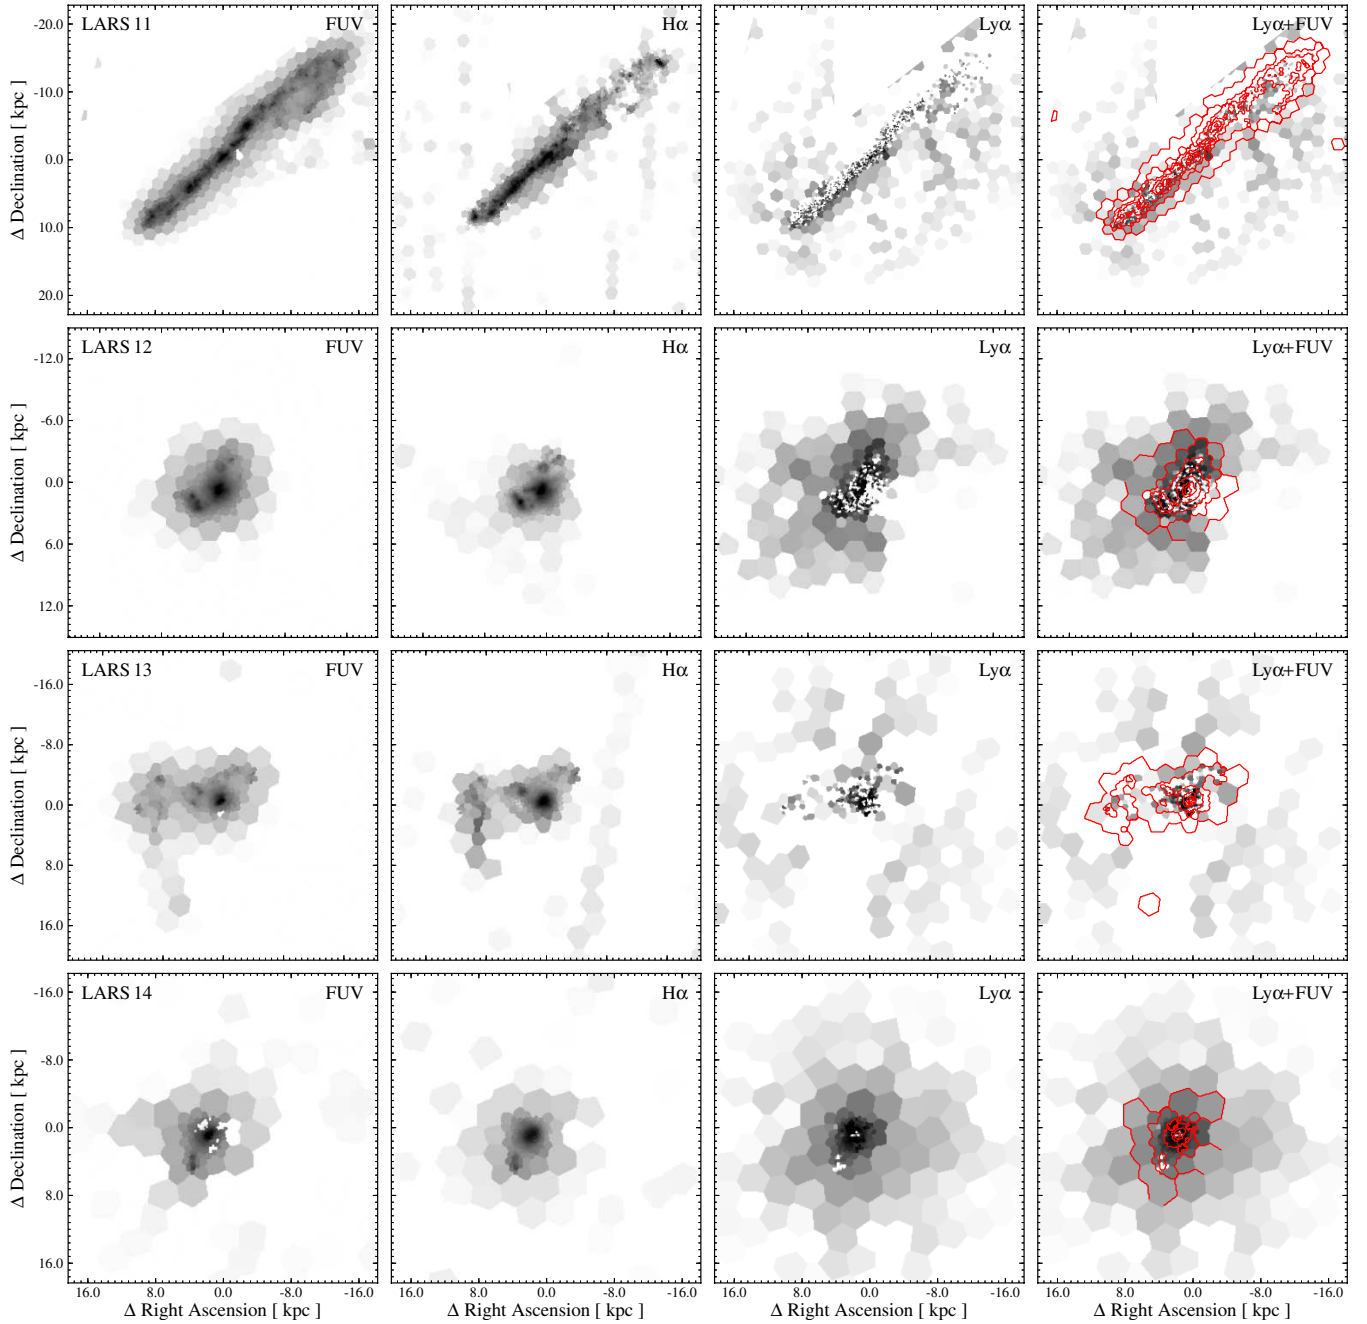 LARS 11 FUV Hα Lyα Lyα+FUV
-20.0
-10.0
0.0
10.0
20.0
Δ Declination [ kpc ]
LARS 12 FUV Hα Lyα Lyα+FUV
-12.0
-6.0
0.0
6.0
12.0
Δ Declination [ kpc ]
LARS 13 FUV Hα Lyα Lyα+FUV
-16.0
-8.0
0.0
8.0
16.0
Δ Declination [ kpc ]
LARS 14 FUV Hα Lyα Lyα+FUV
-16.0
-8.0
0.0
8.0
16.0
Δ Declination [ kpc ]
16.0 8.0 0.0 -8.0 -16.0 16.0 8.0 0.0 -8.0 -16.0 16.0 8.0 0.0 -8.0 -16.0 16.0 8.0 0.0 -8.0 -16.0
Δ Right Ascension [ kpc ] Δ Right Ascension [ kpc ] Δ Right Ascension [ kpc ] Δ Right Ascension [ kpc ]